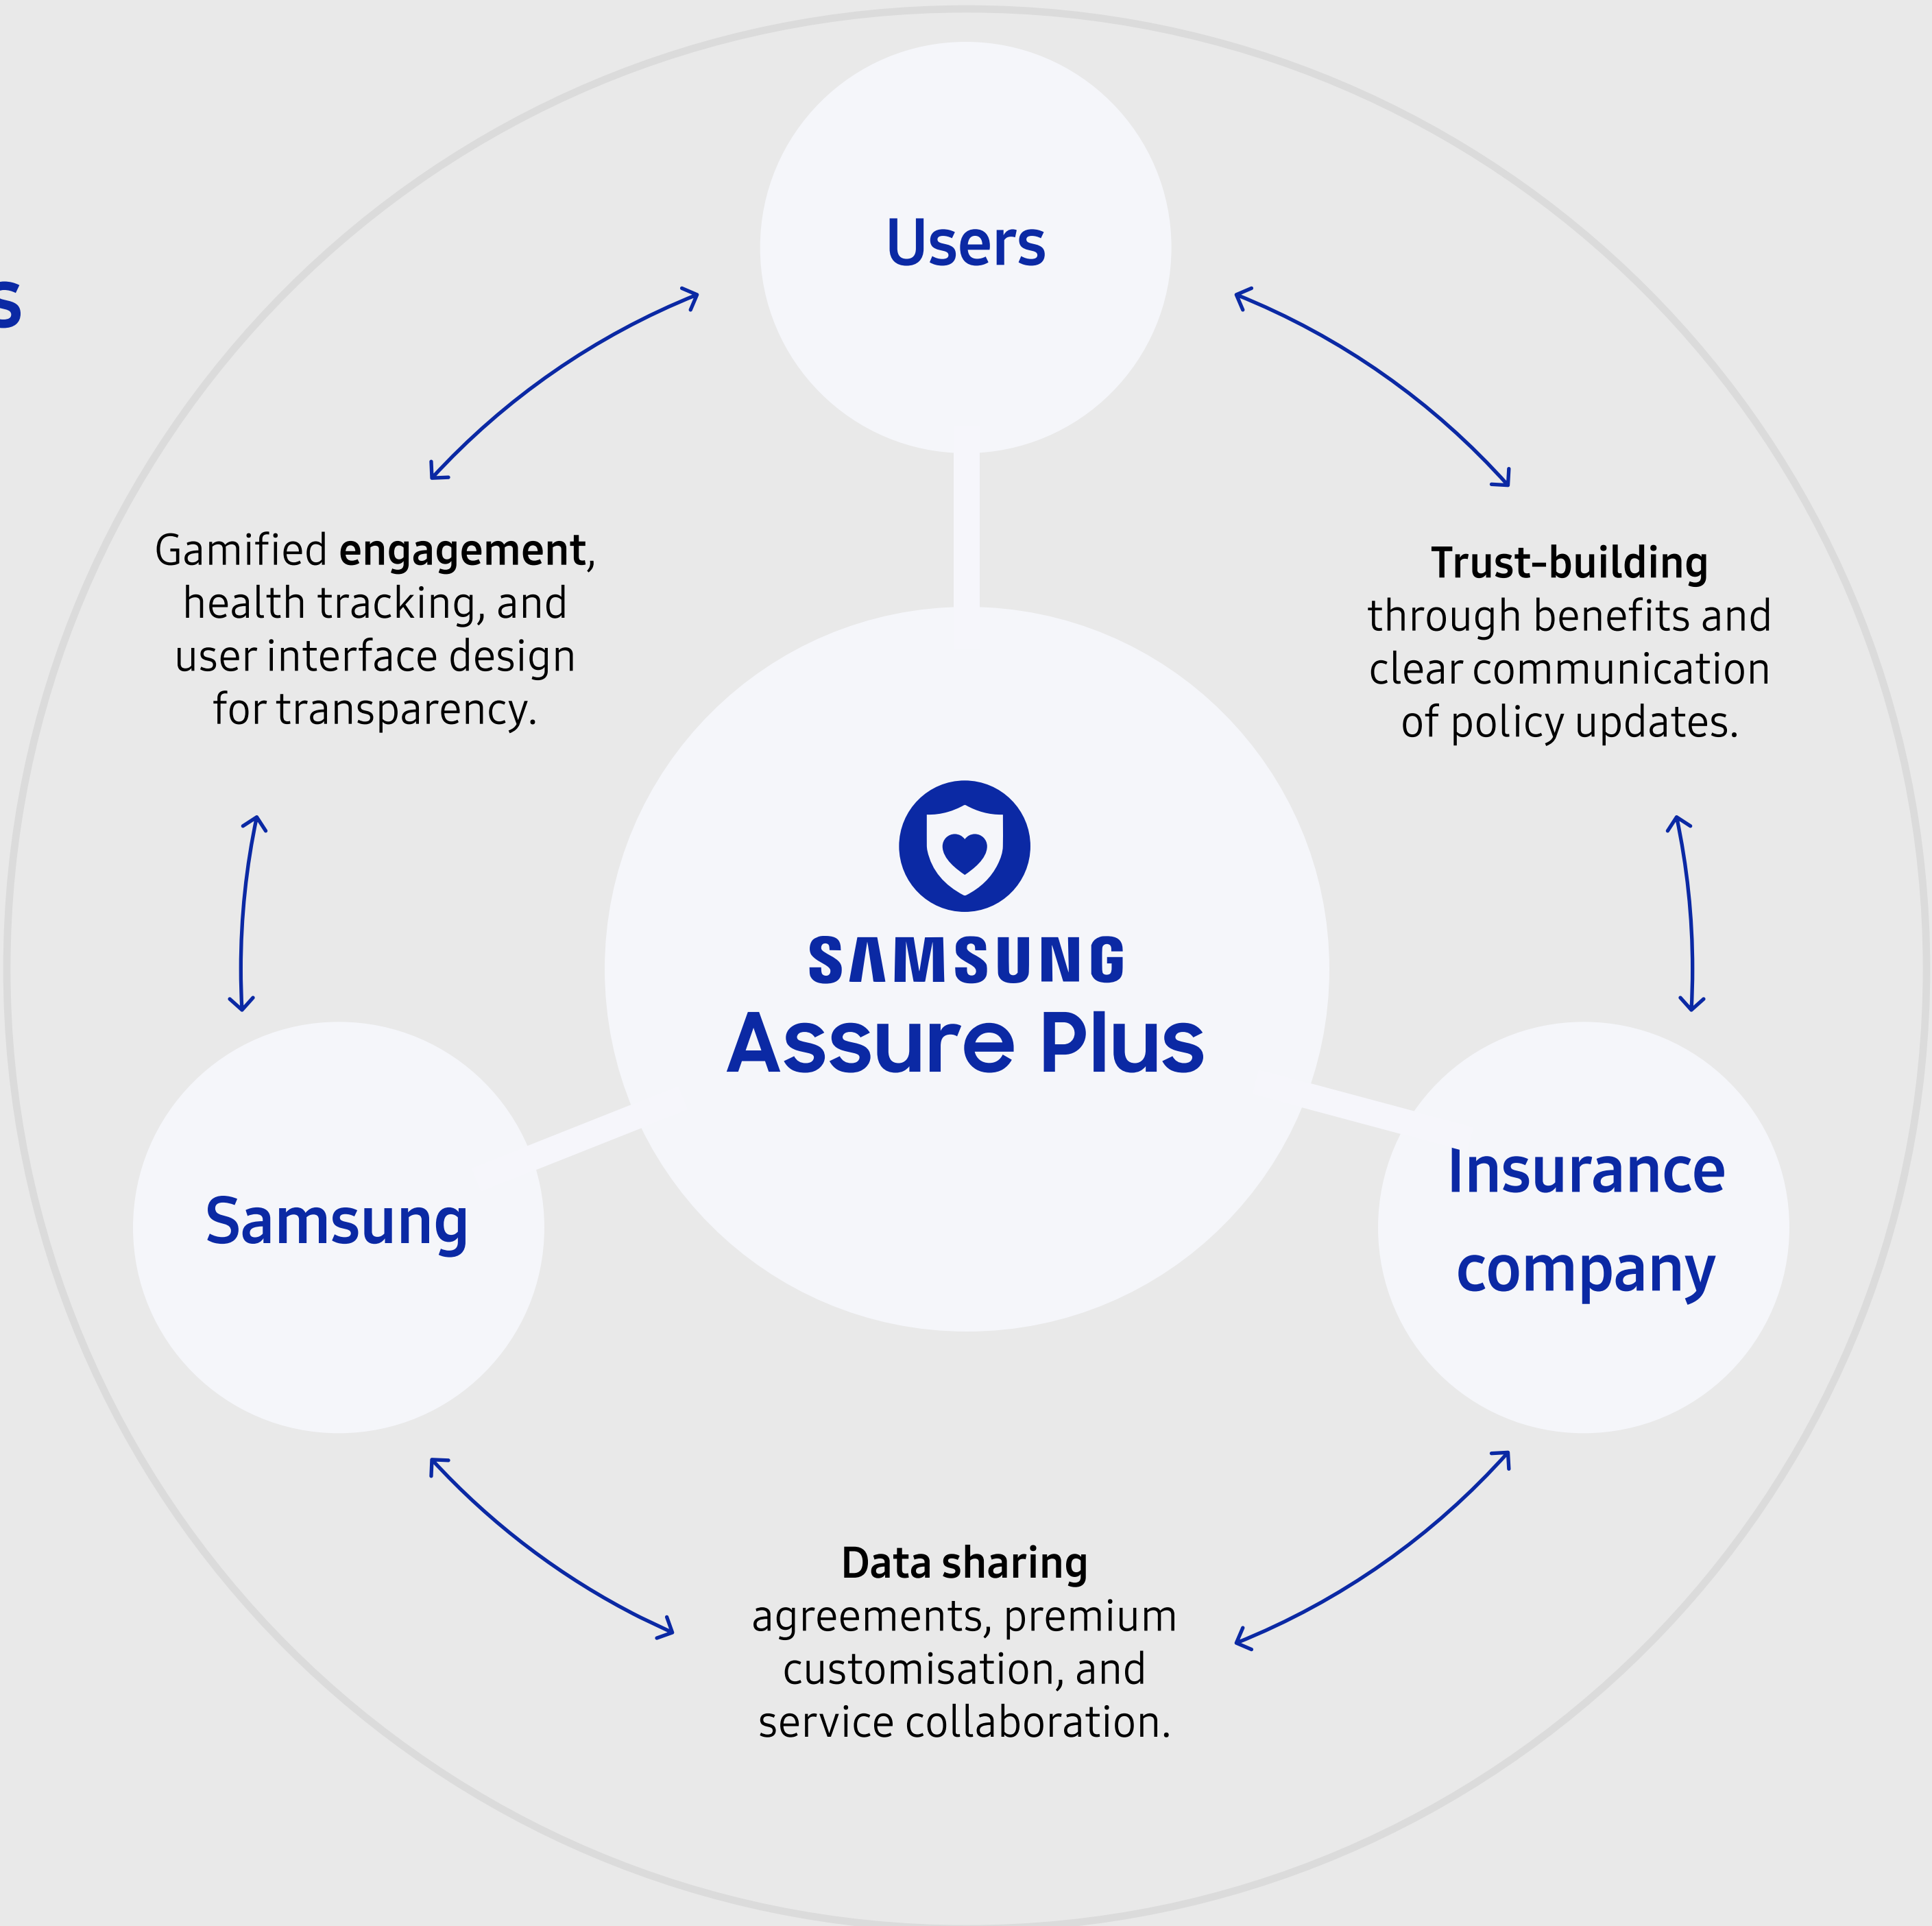 Users
s
Gamified engagement,
health tracking, and
user interface design
for transparency.
Trust-building
through benefits and
clear communication
of policy updates.
SAMSUNG
Assure Plus
Samsung
Insurance
company
Data sharing
agreements, premium
customisation, and
service collaboration.